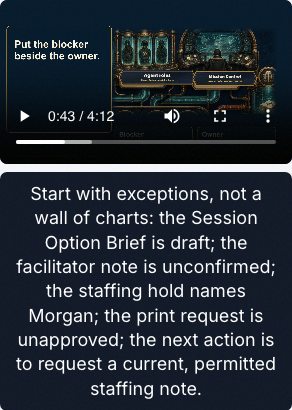 Put the blocker
beside the owner.
Agent Roles
Mission Control
Blocker
Owner
0:43 / 4:12
Start with exceptions, not a
wall of charts: the Session
Option Brief is draft; the
facilitator note is unconfirmed;
the staffing hold names
Morgan; the print request is
unapproved; the next action is
to request a current, permitted
staffing note.